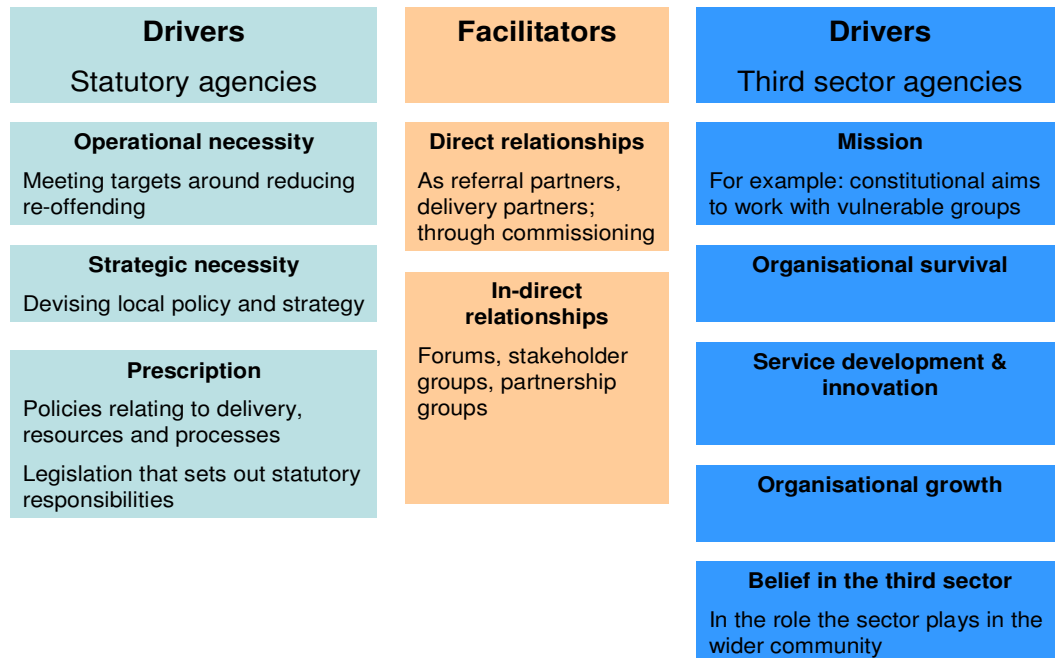 Drivers
Statutory agencies
Operational necessity
Meeting targets around reducing
re-offending
Strategic necessity
Devising local policy and strategy
Prescription
Policies relating to delivery,
resources and processes
Legislation that sets out statutory
responsibilities
Facilitators
Direct relationships
As referral partners,
delivery partners;
through commissioning
In-direct
relationships
Forums, stakeholder
groups, partnership
groups
Drivers
Third sector agencies
Mission
For example: constitutional aims
to work with vulnerable groups
Organisational survival
Service development &
innovation
Organisational growth
Belief in the third sector
In the role the sector plays in the
wider community